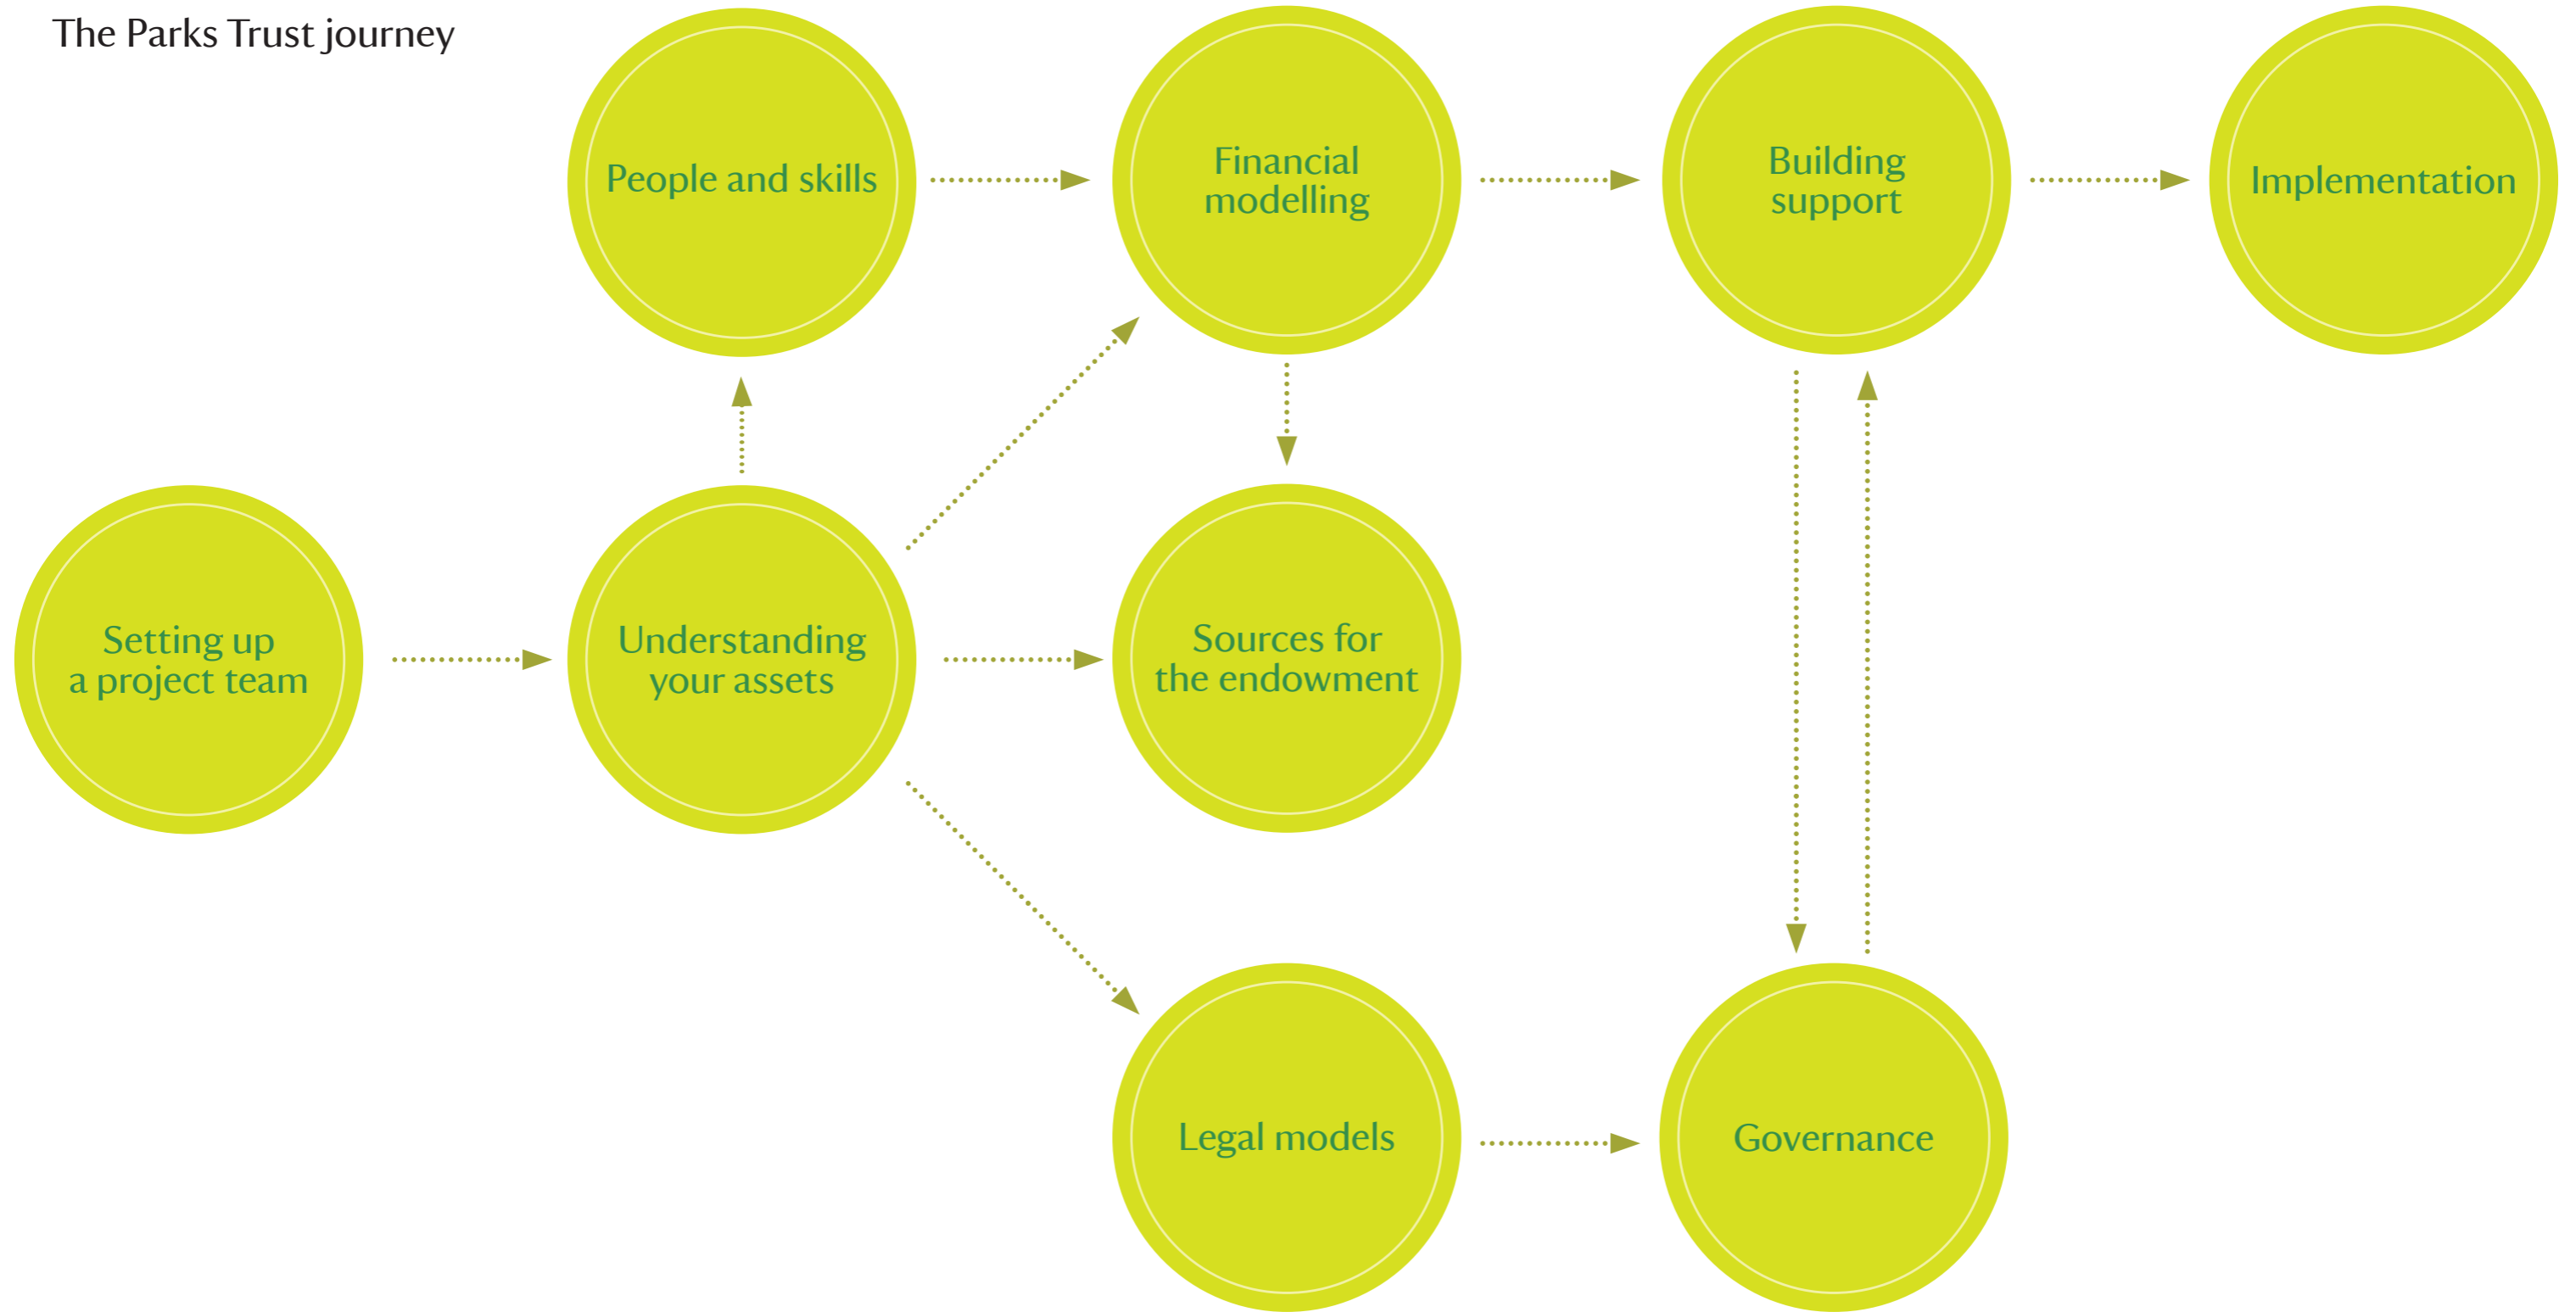 The Parks Trust journey
People and skills
Financial
modelling
Building
support
Implementation
Setting up
a project team
Understanding
your assets
Sources for
the endowment
Legal models
Governance